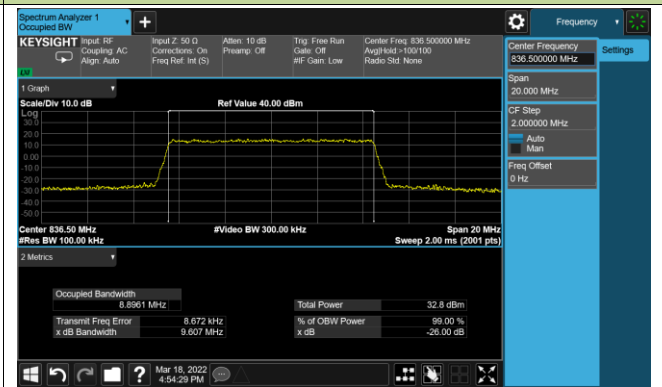 Spectrum Analyzer 1
Occupied BW
+
Frequency
KEYSIGHT
Input: RF
Coupling: AC
Align: Auto
Input Z: 50 Ω
Corrections: On
Freq Ref: Int (S)
Atten: 10 dB
Preamp: Off
Trig: Free Run
Gate: Off
#IF Gain: Low
Center Freq: 836.500000 MHz
Avg|Hold:>100/100
Radio Std: None
Center Frequency
836.500000 MHz
Settings
Span
20.000 MHz
CF Step
2.000000 MHz
Auto
Man
Freq Offset
0 Hz
1 Graph
Scale/Div 10.0 dB
Ref Value 40.00 dBm
Log
30.0
20.0
10.0
0.00
-10.0
-20.0
-30.0
-40.0
-50.0
Center 836.50 MHz
#Video BW 300.00 kHz
Span 20 MHz
#Res BW 100.00 kHz
Sweep 2.00 ms (2001 pts)
2 Metrics
Occupied Bandwidth
8.8961 MHz
Total Power
32.8 dBm
Transmit Freq Error
8.672 kHz
% of OBW Power
99.00 %
x dB Bandwidth
9.607 MHz
x dB
-26.00 dB
?
Mar 18, 2022
4:54:29 PM